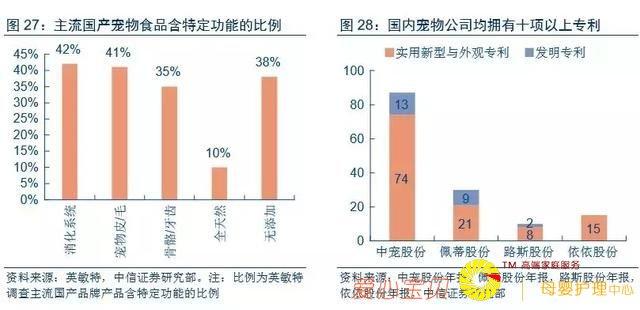 图 27：主流国产宠物食品含特定功能的比例
45%
40%
35%
30%
25%
20%
15%
10%
5%
0%
42%
41%
35%
10%
38%
消化系统
宠物皮/毛
骨骼/牙齿
全天然
无添加
资料来源：英敏特，中信证券研究部。注：比例为英敏特
调查主流国产品牌产品含特定功能的比例
图 28：国内宠物公司均拥有十项以上专利
实用新型与外观专利
发明专利
100
80
60
40
20
0
13
74
9
21
2
8
15
中宠股份
佩蒂股份
路斯股份
依依股份
资料来源：中宠股份年报，佩蒂股份年报，路斯股份年报，
依依股份年报，中信证券研究部
TM 高端家庭服务
母婴护理中心